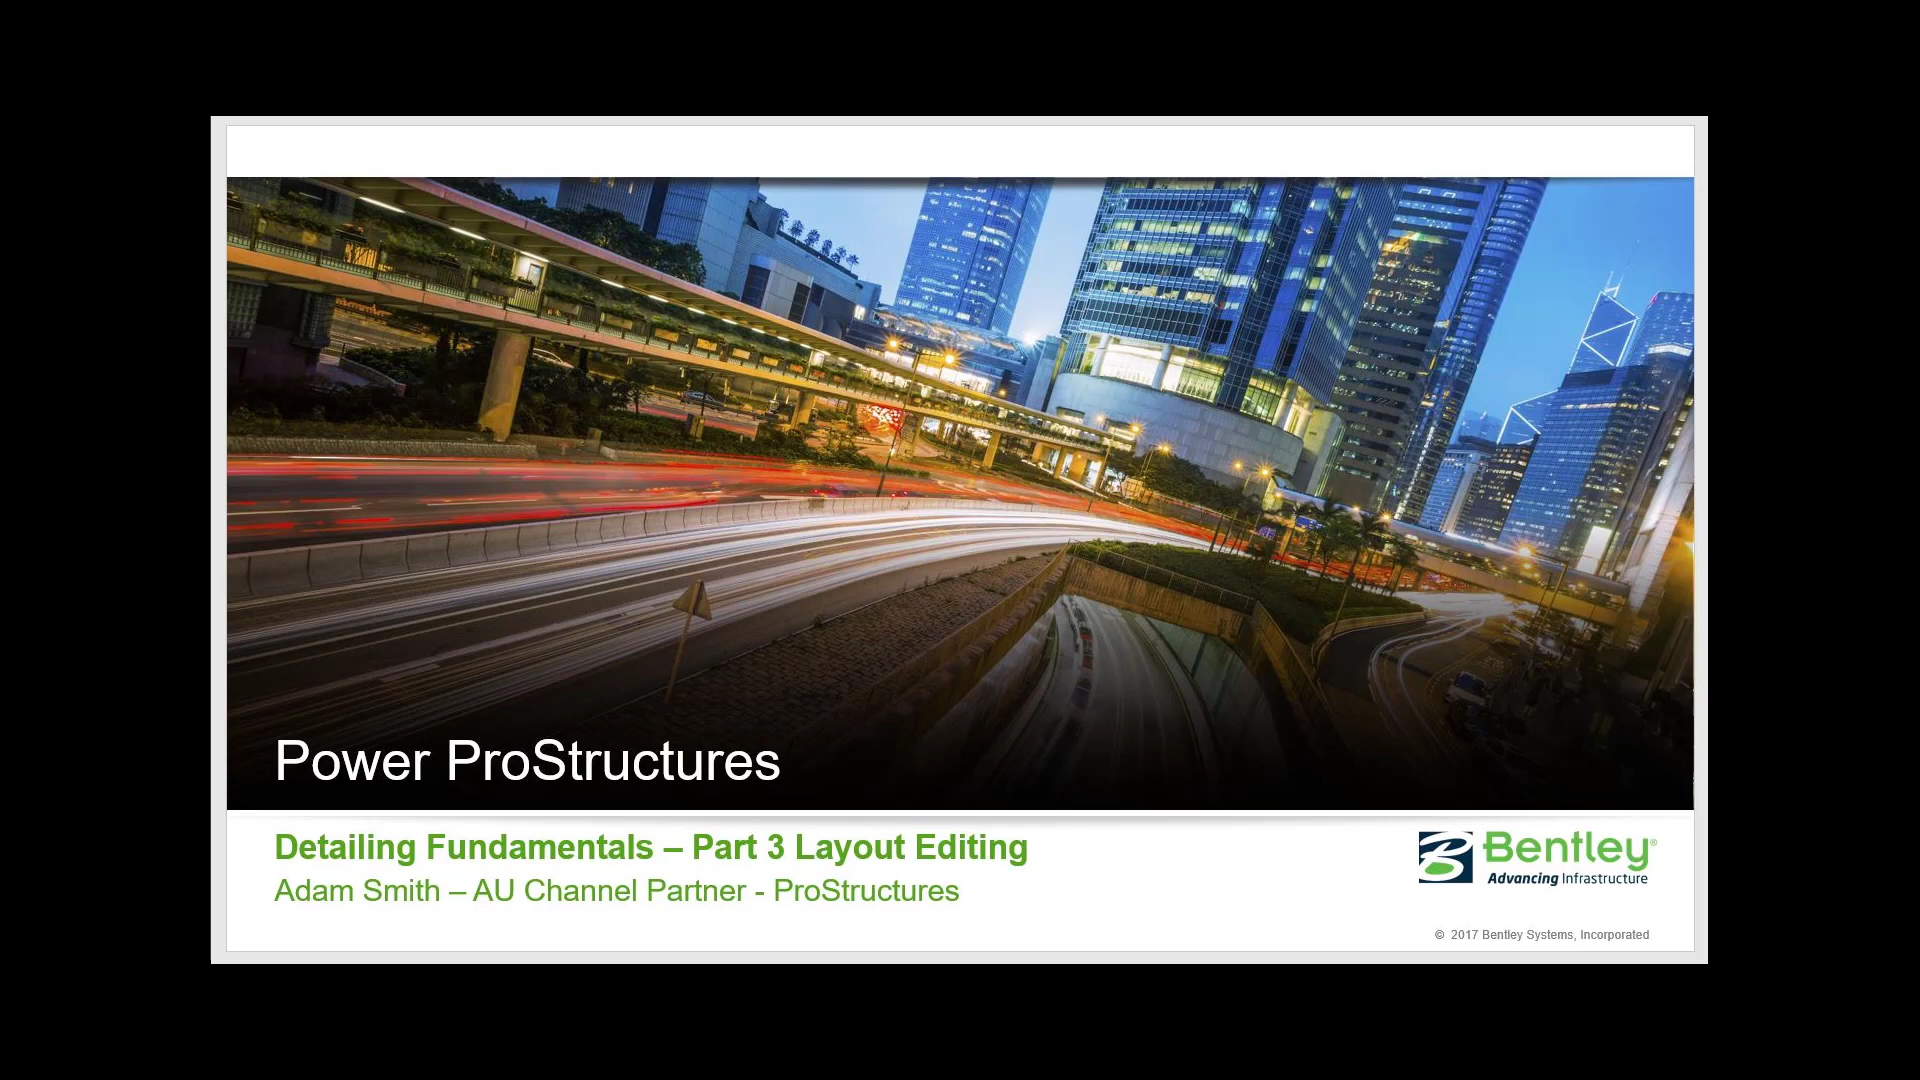 Power ProStructures
Detailing Fundamentals – Part 3 Layout Editing
Adam Smith – AU Channel Partner - ProStructures
Bentley®
Advancing Infrastructure
© 2017 Bentley Systems, Incorporated